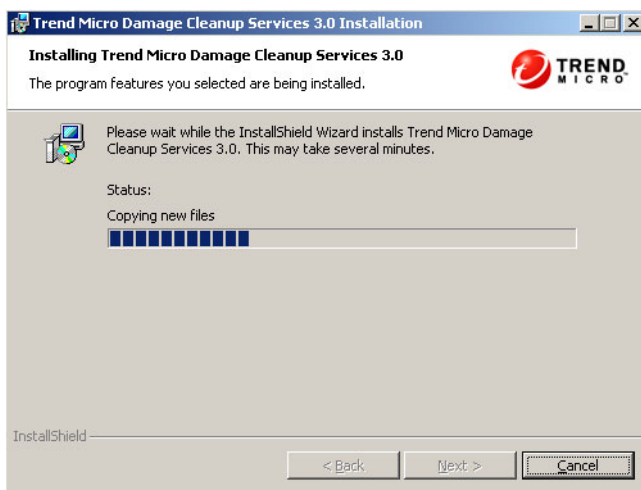 Trend Micro Damage Cleanup Services 3.0 Installation
Installing Trend Micro Damage Cleanup Services 3.0
The program features you selected are being installed.
TREND
MICRO
Please wait while the InstallShield Wizard installs Trend Micro Damage
Cleanup Services 3.0. This may take several minutes.
Status:
Copying new files
InstallShield
< Back
Next >
Cancel